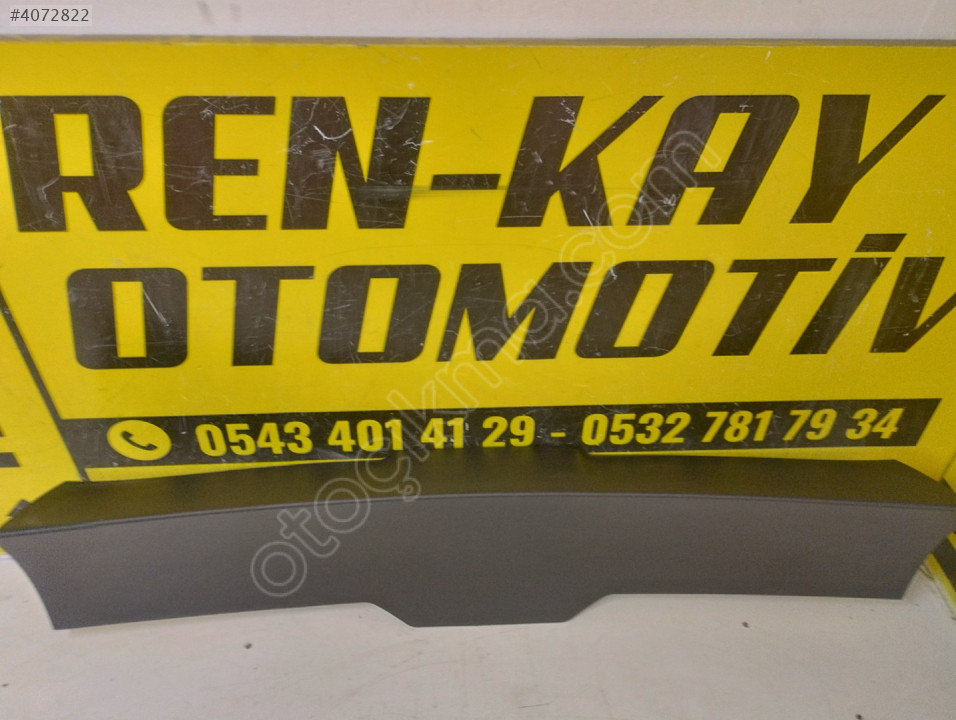 #4072822
REN-KAY
OTOMOTİV
0543 401 41 29 - 0532 781 79 34
otoçıkma.com